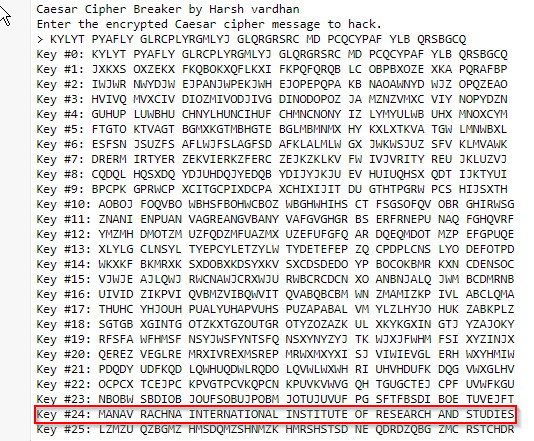 Caesar Cipher Breaker by Harsh vardhan
Enter the encrypted Caesar cipher message to hack.
> KYLYT PYAFLY GLRCPLYRGMLYJ GLQRGRSRC MD PCQCYPAF YLB QRSBGCQ
Key #0: KYLYT PYAFLY GLRCPLYRGMLYJ GLQRGRSRC MD PCQCYPAF YLB QRSBGCQ
Key #1: JXKXS OXZEKX FKQBOKXQFLKXI FKPQFQRQB LC OBPBXOZE XKA PQRAFBP
Key #2: IWJWR NWYDJW EJPANJWPEKJWH EJOPEPQPA KB NAOAWNYD WJZ OPQZEAO
Key #3: HVIVQ MVXCIV DIOZMIVODJIVG DINODOPOZ JA MZNZVMXC VIY NOPYDZN
Key #4: GUHUP LUWBHU CHNYLHUNCIHUF CHMNCNONY IZ LYMYULWB UHX MNOXCYM
Key #5: FTGTO KTVAGT BGMXKGTMBHGTE BGLMBMNMX HY KXLXTKVA TGW LMNWBXL
Key #6: ESFSN JSUZFS AFLWJFSLAGFSD AFKLALMLW GX JWKWSJUZ SFV KLMVAWK
Key #7: DRERM IRTYER ZEKVIERKZFERC ZEJKZKLKV FW IVJVRITY REU JKLUZVJ
Key #8: CQDQL HQSXDQ YDJUHDQJYEDQB YDIJYJKJU EV HUIUQHSX QDT IJKTYUI
Key #9: BPCPK GPRWCP XCITGCPIXDCPA XCHIXIJIT DU GTHTPGRW PCS HIJSXTH
Key #10: AOBOJ FOQVBO WBHSFBOHWCBOZ WBGHWHIHS CT FSGSOFQV OBR GHIRWSG
Key #11: ZNANI ENPUAN VAGREANGVBANY VAFGVGHGR BS ERFRNEPU NAQ FGHQVRF
Key #12: YMZMH DMOTZM UZFQDZMFUAZMX UZEFUFGFQ AR DQEQMDOT MZP EFGPUQE
Key #13: XLYLG CLNSYL TYEPCYLETZYLW TYDETEFEP ZQ CPDPLCNS LYO DEFOTPD
Key #14: WKXKF BKMRXK SXDOBXKDSYXKV SXCDSDEDO YP BOCOKBMR KXN CDENSOC
Key #15: VJWJE AJLQWJ RWCNAWJCRXWJU RWBCRCDCN XO ANBNJALQ JWM BCDMRNB
Key #16: UIVID ZIKPVI QVBMZVIBQWVIT QVABQBCBM WN ZMAMIZKP IVL ABCLQMA
Key #17: THUHC YHJOUH PUALYUHAPVUHS PUZAPABAL VM YLZLHYJO HUK ZABKPLZ
Key #18: SGTGB XGINTG OTZKXTGZOUTGR OTYZOZAZK UL XKYKGXIN GTJ YZAJOKY
Key #19: RFSFA WFHMSF NSYJWSFYNTSFQ NSXYNYZYJ TK WJXJFWHM FSI XYZINJX
Key #20: QEREZ VEGLRE MRXIVREXMSREP MRWXMXYXI SJ VIWIEVGL ERH WXYHMIW
Key #21: PDQDY UDFKQD LQWHUQDWLRQDO LQVWLWXWH RI UHVHDUFK DQG VWXGLHV
Key #22: OCPCX TCEJPC KPVGTPCVKQPCN KPUVKVWVG QH TGUGCTEJ CPF UVWFKGU
Key #23: NBOBW SBDIOB JOUFSOBUJPOBM JOTUJUVUF PG SFTFBSDI BOE TUVEJFT
Key #24: MANAV RACHNA INTERNATIONAL INSTITUTE OF RESEARCH AND STUDIES
Key #25: LZMZU QZBGMZ HMSDQMZSHNMZK HMRSHSTSD NE QDRDZQBG ZMC RSTCHDR